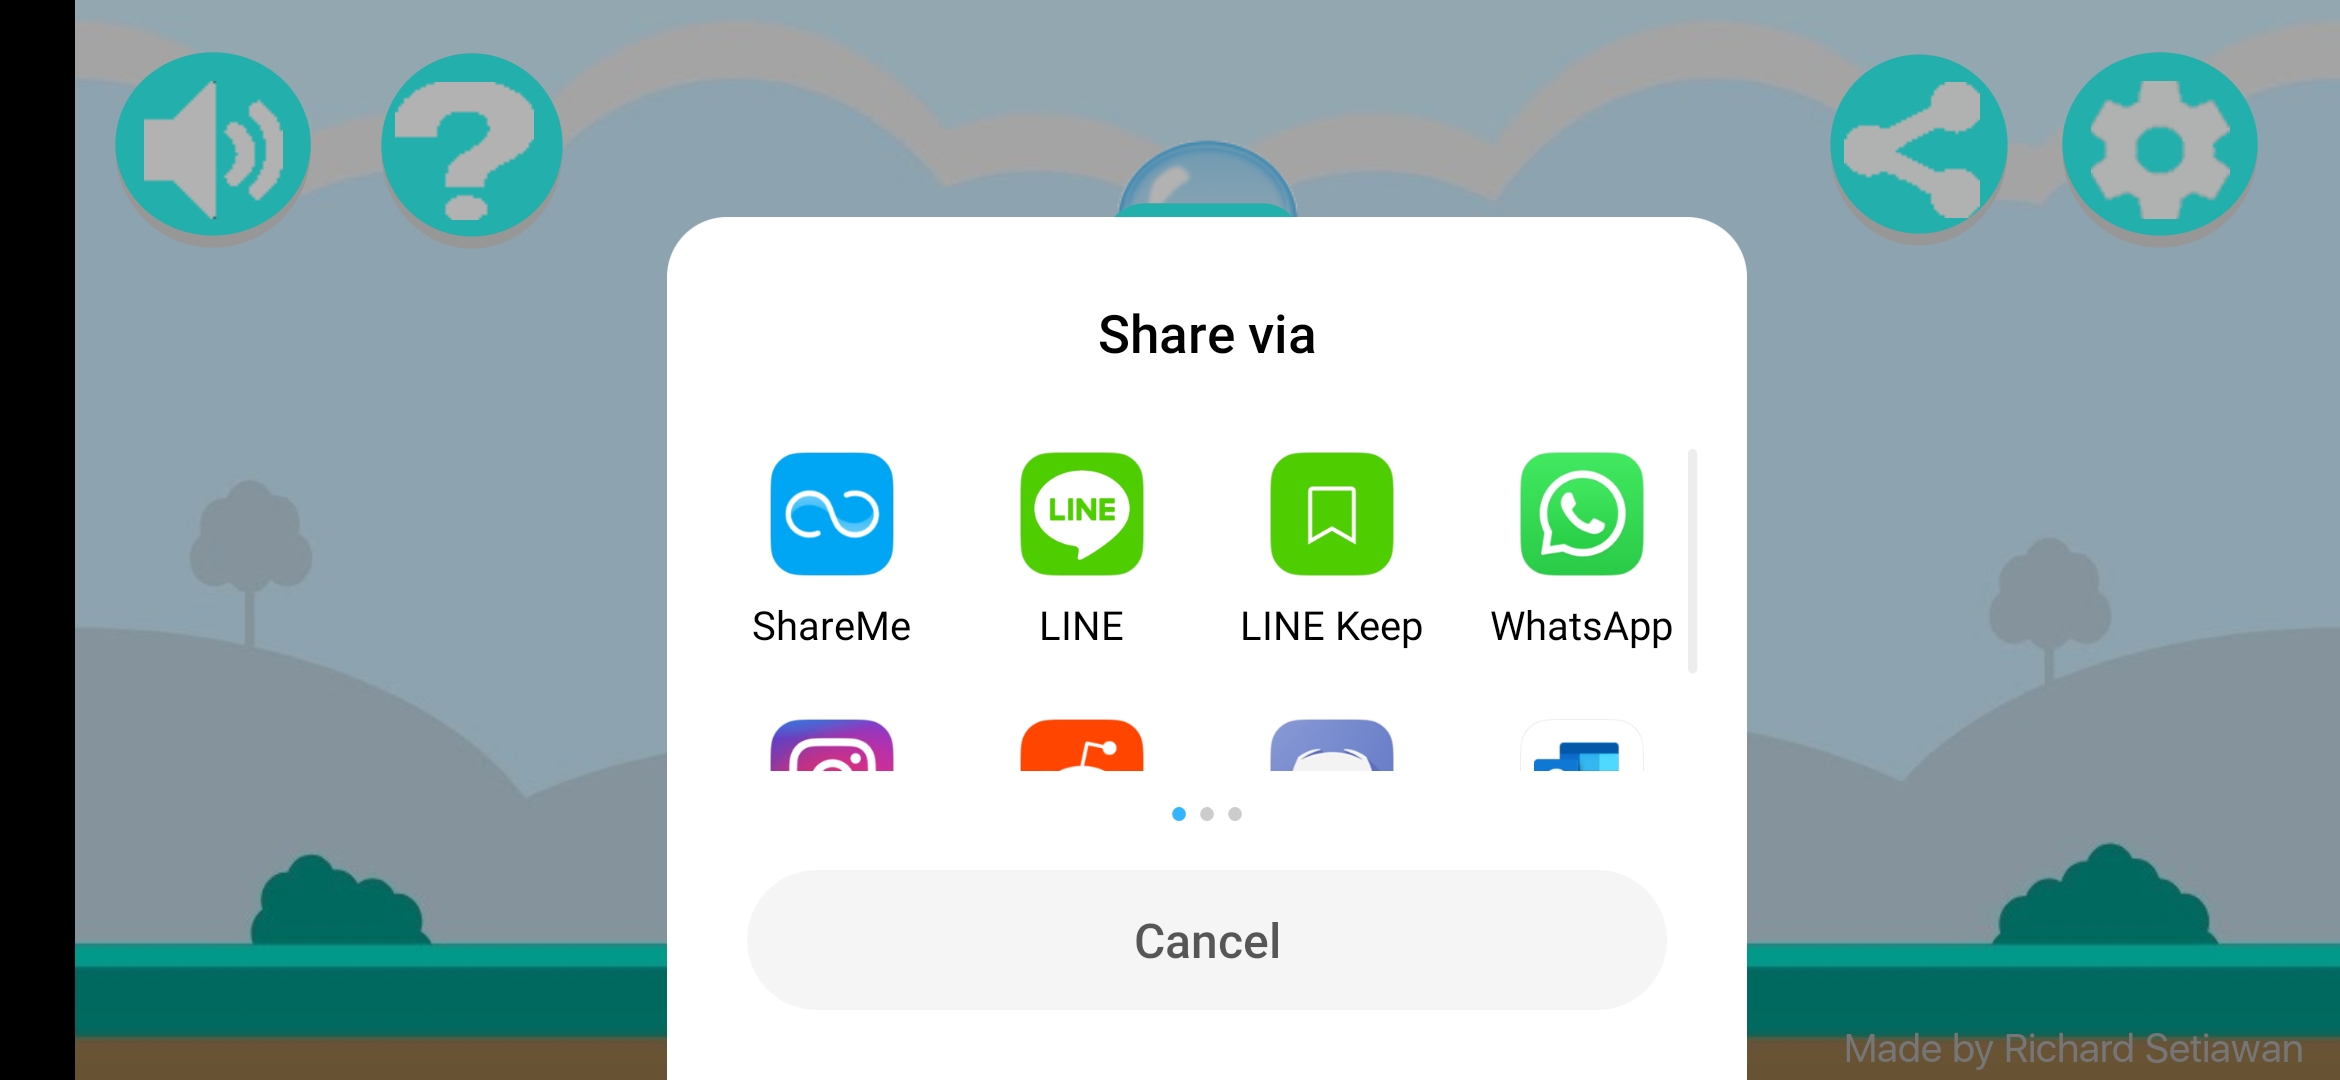 Share via
LINE
ShareMe
LINE
LINE Keep
WhatsApp
Cancel
Made by Richard Setiawan